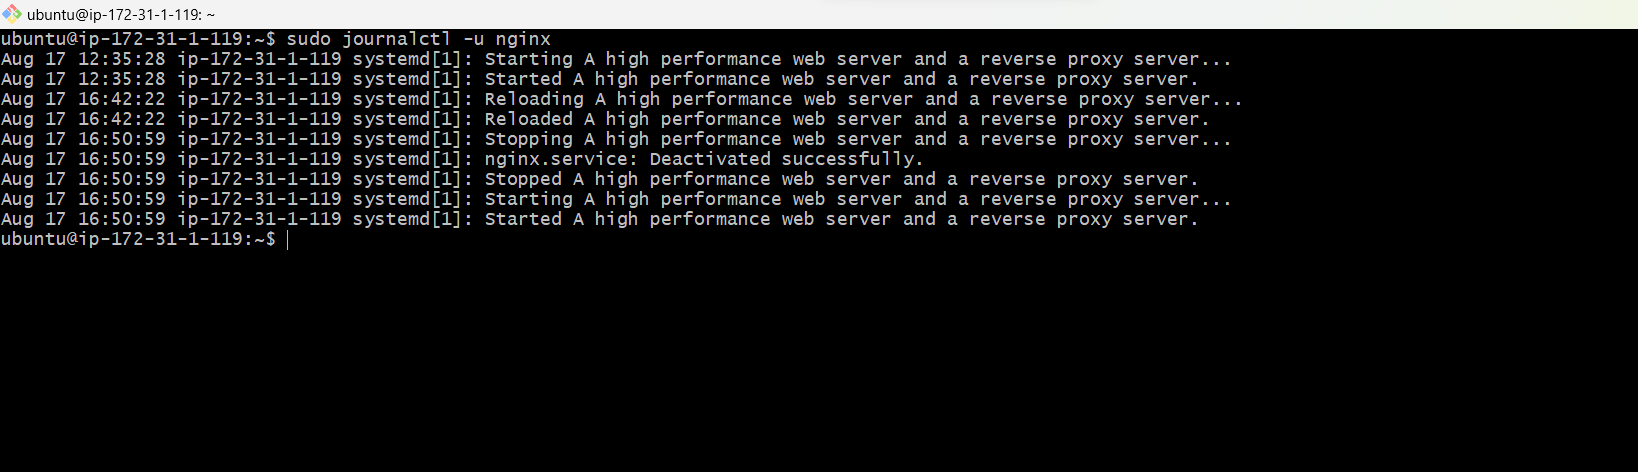 ubuntu@ip-172-31-1-119: ~
ubuntu@ip-172-31-1-119:~$ sudo journalctl -u nginx
Aug 17 12:35:28 ip-172-31-1-119 systemd[1]: Starting A high performance web server and a reverse proxy server...
Aug 17 12:35:28 ip-172-31-1-119 systemd[1]: Started A high performance web server and a reverse proxy server.
Aug 17 16:42:22 ip-172-31-1-119 systemd[1]: Reloading A high performance web server and a reverse proxy server...
Aug 17 16:42:22 ip-172-31-1-119 systemd[1]: Reloaded A high performance web server and a reverse proxy server.
Aug 17 16:50:59 ip-172-31-1-119 systemd[1]: Stopping A high performance web server and a reverse proxy server...
Aug 17 16:50:59 ip-172-31-1-119 systemd[1]: nginx.service: Deactivated successfully.
Aug 17 16:50:59 ip-172-31-1-119 systemd[1]: Stopped A high performance web server and a reverse proxy server.
Aug 17 16:50:59 ip-172-31-1-119 systemd[1]: Starting A high performance web server and a reverse proxy server...
Aug 17 16:50:59 ip-172-31-1-119 systemd[1]: Started A high performance web server and a reverse proxy server.
ubuntu@ip-172-31-1-119:~$